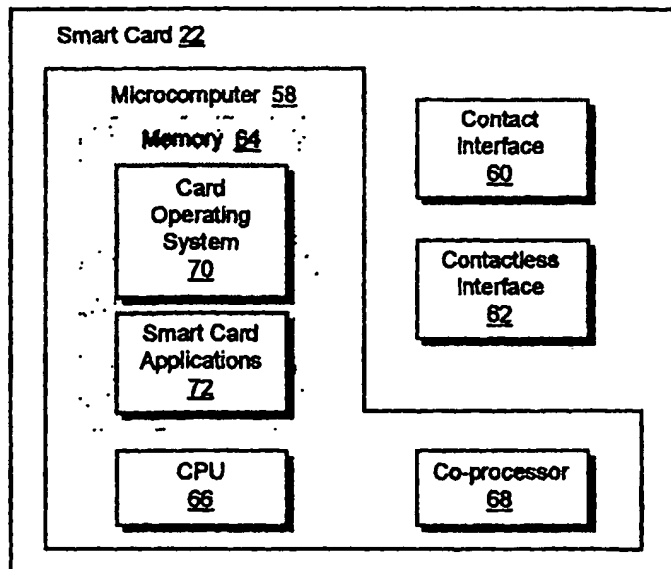 Smart Card 22
Microcomputer 58
Memory 64
Card
Operating
System
70
Smart Card
Applications
72
CPU
66
Contact
Interface
60
Contactless
Interface
62
Co-processor
68